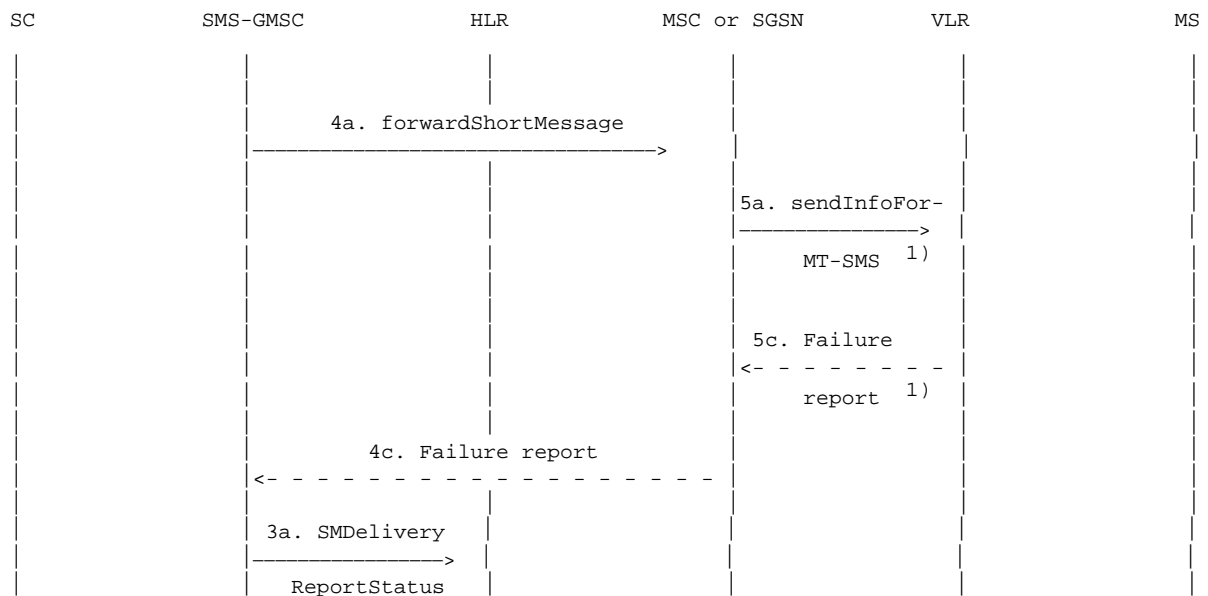 SC SMS-GMSC HLR MSC or SGSN VLR MS
4a. forwardShortMessage
5a. sendInfoFor-
MT-SMS 1)
5c. Failure
report 1)
4c. Failure report
3a. SMDelivery
ReportStatus